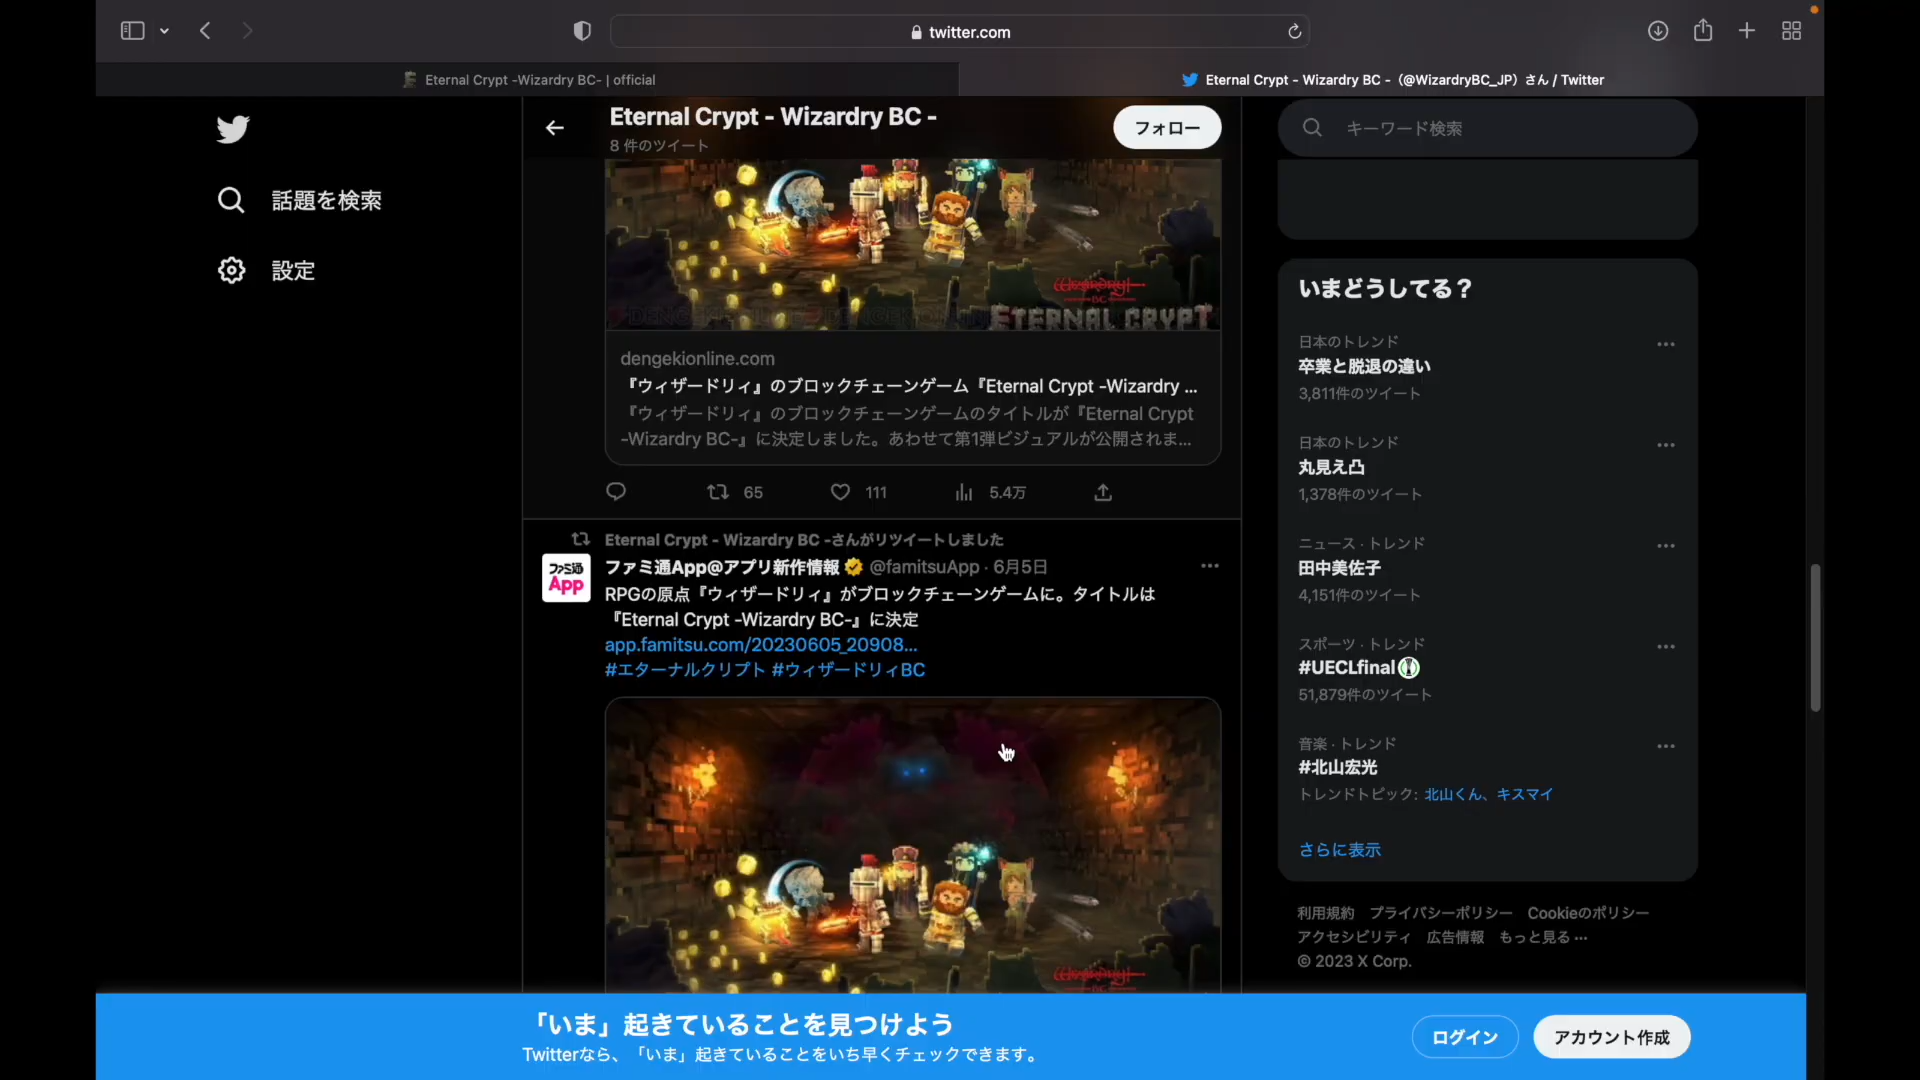 twitter.com
Eternal Crypt -Wizardry BC- | official
Eternal Crypt - Wizardry BC -（@WizardryBC_JP）さん / Twitter
話題を検索
設定
Eternal Crypt - Wizardry BC -
8 件のツイート
フォロー
Wizardry
BC
ETERNAL CRYPT
dengekionline.com
『ウィザードリィ』のブロックチェーンゲーム『Eternal Crypt -Wizardry ...
『ウィザードリィ』のブロックチェーンゲームのタイトルが『Eternal Crypt
-Wizardry BC-』に決定しました。あわせて第1弾ビジュアルが公開されま...
65
111
5.4万
Eternal Crypt - Wizardry BC -さんがリツイートしました
ファミ通App
ファミ通App@アプリ新作情報 @famitsuApp · 6月5日
RPGの原点『ウィザードリィ』がブロックチェーンゲームに。タイトルは
『Eternal Crypt -Wizardry BC-』に決定
app.famitsu.com/20230605_20908...
#エターナルクリプト #ウィザードリィBC
Wizardry
キーワード検索
いまどうしてる？
日本のトレンド
卒業と脱退の違い
3,811件のツイート
日本のトレンド
丸見え凸
1,378件のツイート
ニュース · トレンド
田中美佐子
4,151件のツイート
スポーツ · トレンド
#UECLfinal
51,879件のツイート
音楽 · トレンド
#北山宏光
トレンドトピック: 北山くん、キスマイ
さらに表示
利用規約 プライバシーポリシー Cookieのポリシー
アクセシビリティ 広告情報 もっと見る ...
© 2023 X Corp.
「いま」起きていることを見つけよう
Twitterなら、「いま」起きていることをいち早くチェックできます。
ログイン
アカウント作成